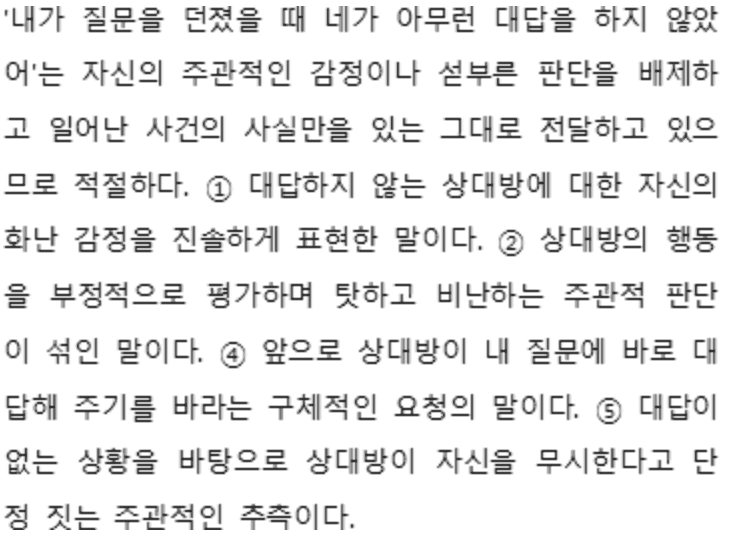 '내가 질문을 던졌을 때 네가 아무런 대답을 하지 않았
어'는 자신의 주관적인 감정이나 섣부른 판단을 배제하
고 일어난 사건의 사실만을 있는 그대로 전달하고 있으
므로 적절하다. ① 대답하지 않는 상대방에 대한 자신의
화난 감정을 진솔하게 표현한 말이다. ② 상대방의 행동
을 부정적으로 평가하며 탓하고 비난하는 주관적 판단
이 섞인 말이다. ④ 앞으로 상대방이 내 질문에 바로 대
답해 주기를 바라는 구체적인 요청의 말이다. ⑤ 대답이
없는 상황을 바탕으로 상대방이 자신을 무시한다고 단
정 짓는 주관적인 추측이다.